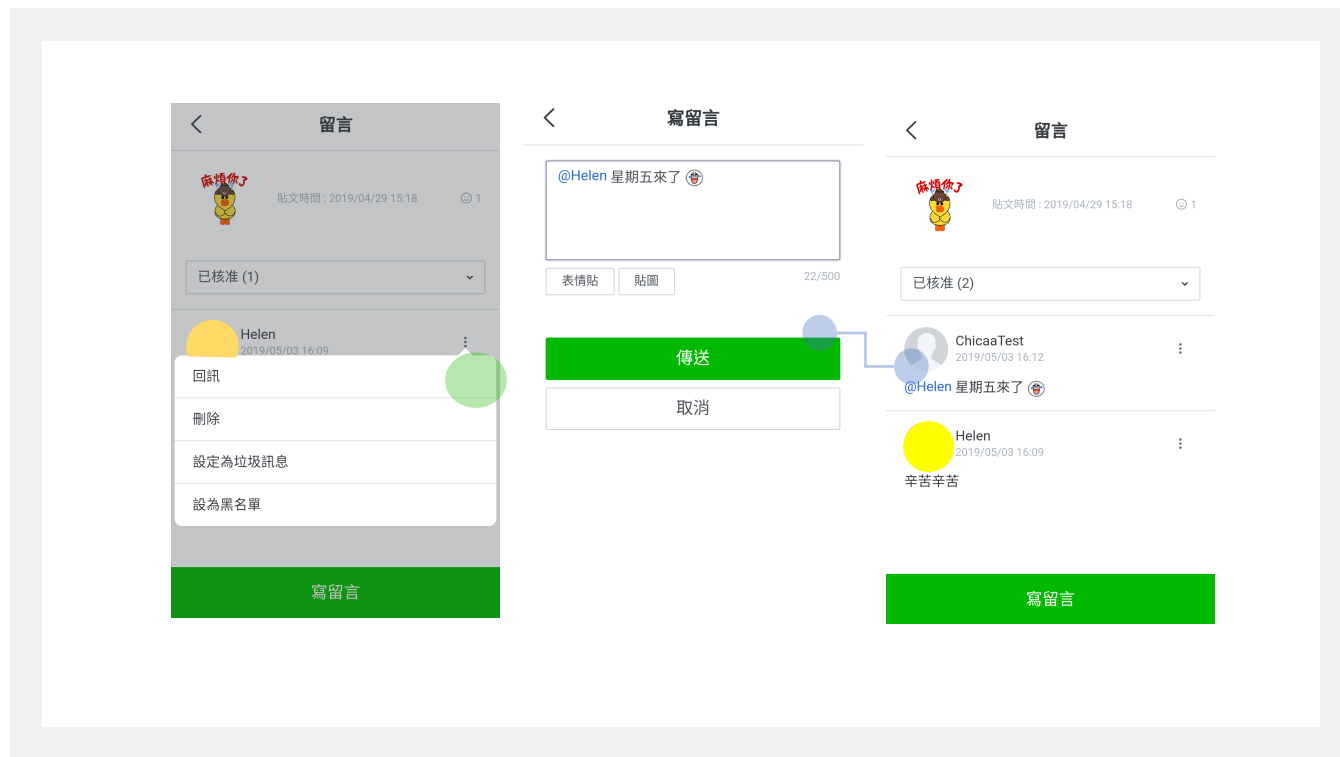 留言
麻煩你了
貼文時間 : 2019/04/29 15:18
1
已核准 (1)
Helen
2019/05/03 16:09
回訊
刪除
設定為垃圾訊息
設為黑名單
寫留言
寫留言
@Helen 星期五來了
表情貼
貼圖
22/500
傳送
取消
留言
麻煩你了
貼文時間 : 2019/04/29 15:18
1
已核准 (2)
ChicaaTest
2019/05/03 16:12
@Helen 星期五來了
Helen
2019/05/03 16:09
辛苦辛苦
寫留言